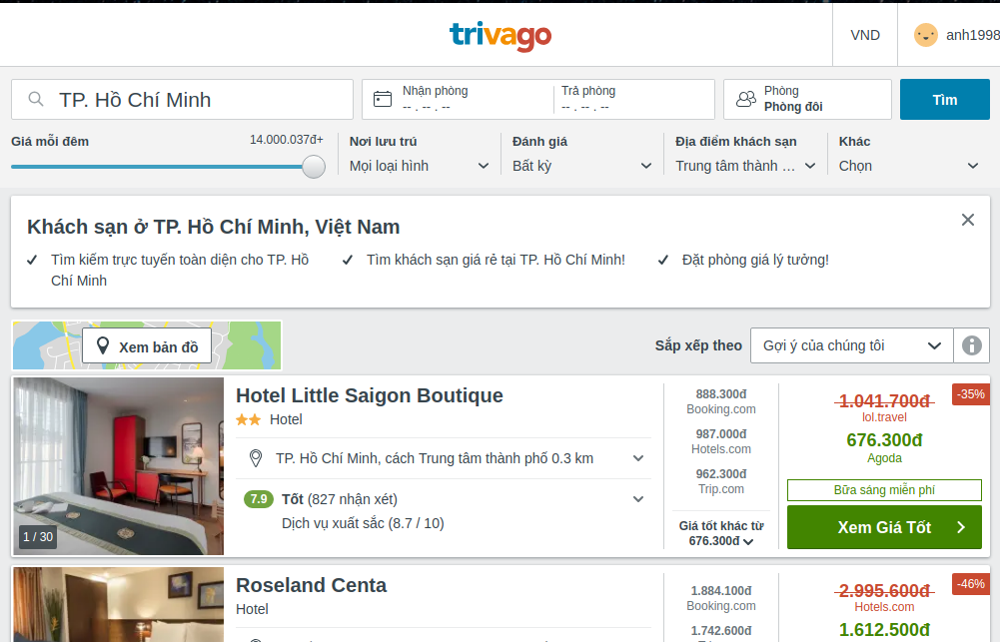 trivago
VND
anh1998
TP. Hồ Chí Minh
Nhận phòng
-- . -- . --
Trả phòng
-- . -- . --
Phòng
Phòng đôi
Tìm
Giá mỗi đêm
14.000.037đ+
Nơi lưu trú
Mọi loại hình
Đánh giá
Bất kỳ
Địa điểm khách sạn
Trung tâm thành ...
Khác
Chọn
Khách sạn ở TP. Hồ Chí Minh, Việt Nam
Tìm kiếm trực tuyến toàn diện cho TP. Hồ
Chí Minh
Tìm khách sạn giá rẻ tại TP. Hồ Chí Minh!
Đặt phòng giá lý tưởng!
Xem bản đồ
Sắp xếp theo
Gợi ý của chúng tôi
1 / 30
Hotel Little Saigon Boutique
Hotel
TP. Hồ Chí Minh, cách Trung tâm thành phố 0.3 km
7.9 Tốt (827 nhận xét)
Dịch vụ xuất sắc (8.7 / 10)
888.300đ
Booking.com
987.000đ
Hotels.com
962.300đ
Trip.com
Giá tốt khác từ
676.300đ
-35%
1.041.700đ
lol.travel
676.300đ
Agoda
Bữa sáng miễn phí
Xem Giá Tốt
Roseland Centa
Hotel
1.884.100đ
Booking.com
1.742.600đ
-46%
2.995.600đ
Hotels.com
1.612.500đ